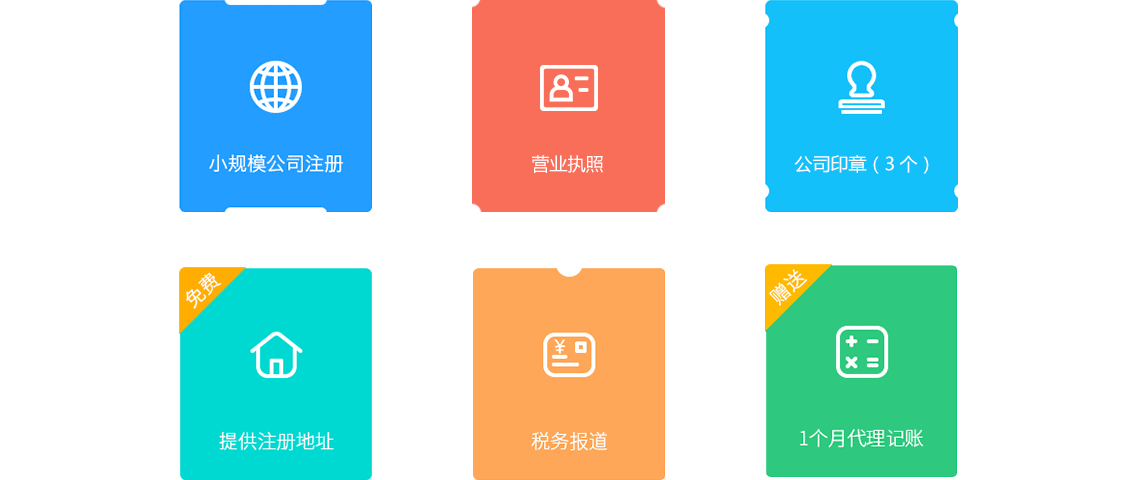 小规模公司注册
营业执照
公司印章（3 个）
免费
提供注册地址
税务报道
赠送
1个月代理记账